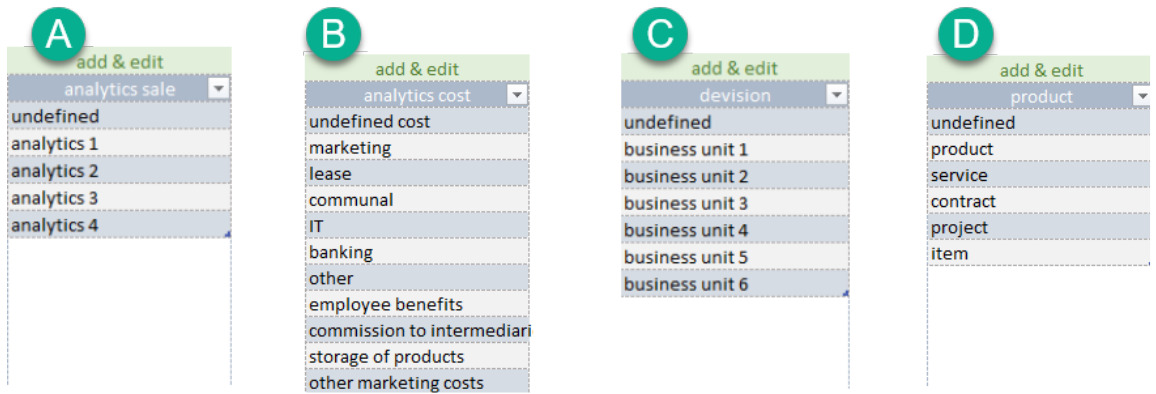 A
add & edit
analytics sale
undefined
analytics 1
analytics 2
analytics 3
analytics 4
B
add & edit
analytics cost
undefined cost
marketing
lease
communal
IT
banking
other
employee benefits
commission to intermediari
storage of products
other marketing costs
C
add & edit
devision
undefined
business unit 1
business unit 2
business unit 3
business unit 4
business unit 5
business unit 6
D
add & edit
product
undefined
product
service
contract
project
item